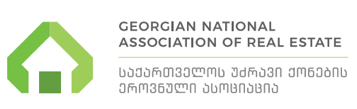 GEORGIAN NATIONAL
ASSOCIATION OF REAL ESTATE
საქართველოს უძრავი ქონების
ეროვნული ასოციაცია